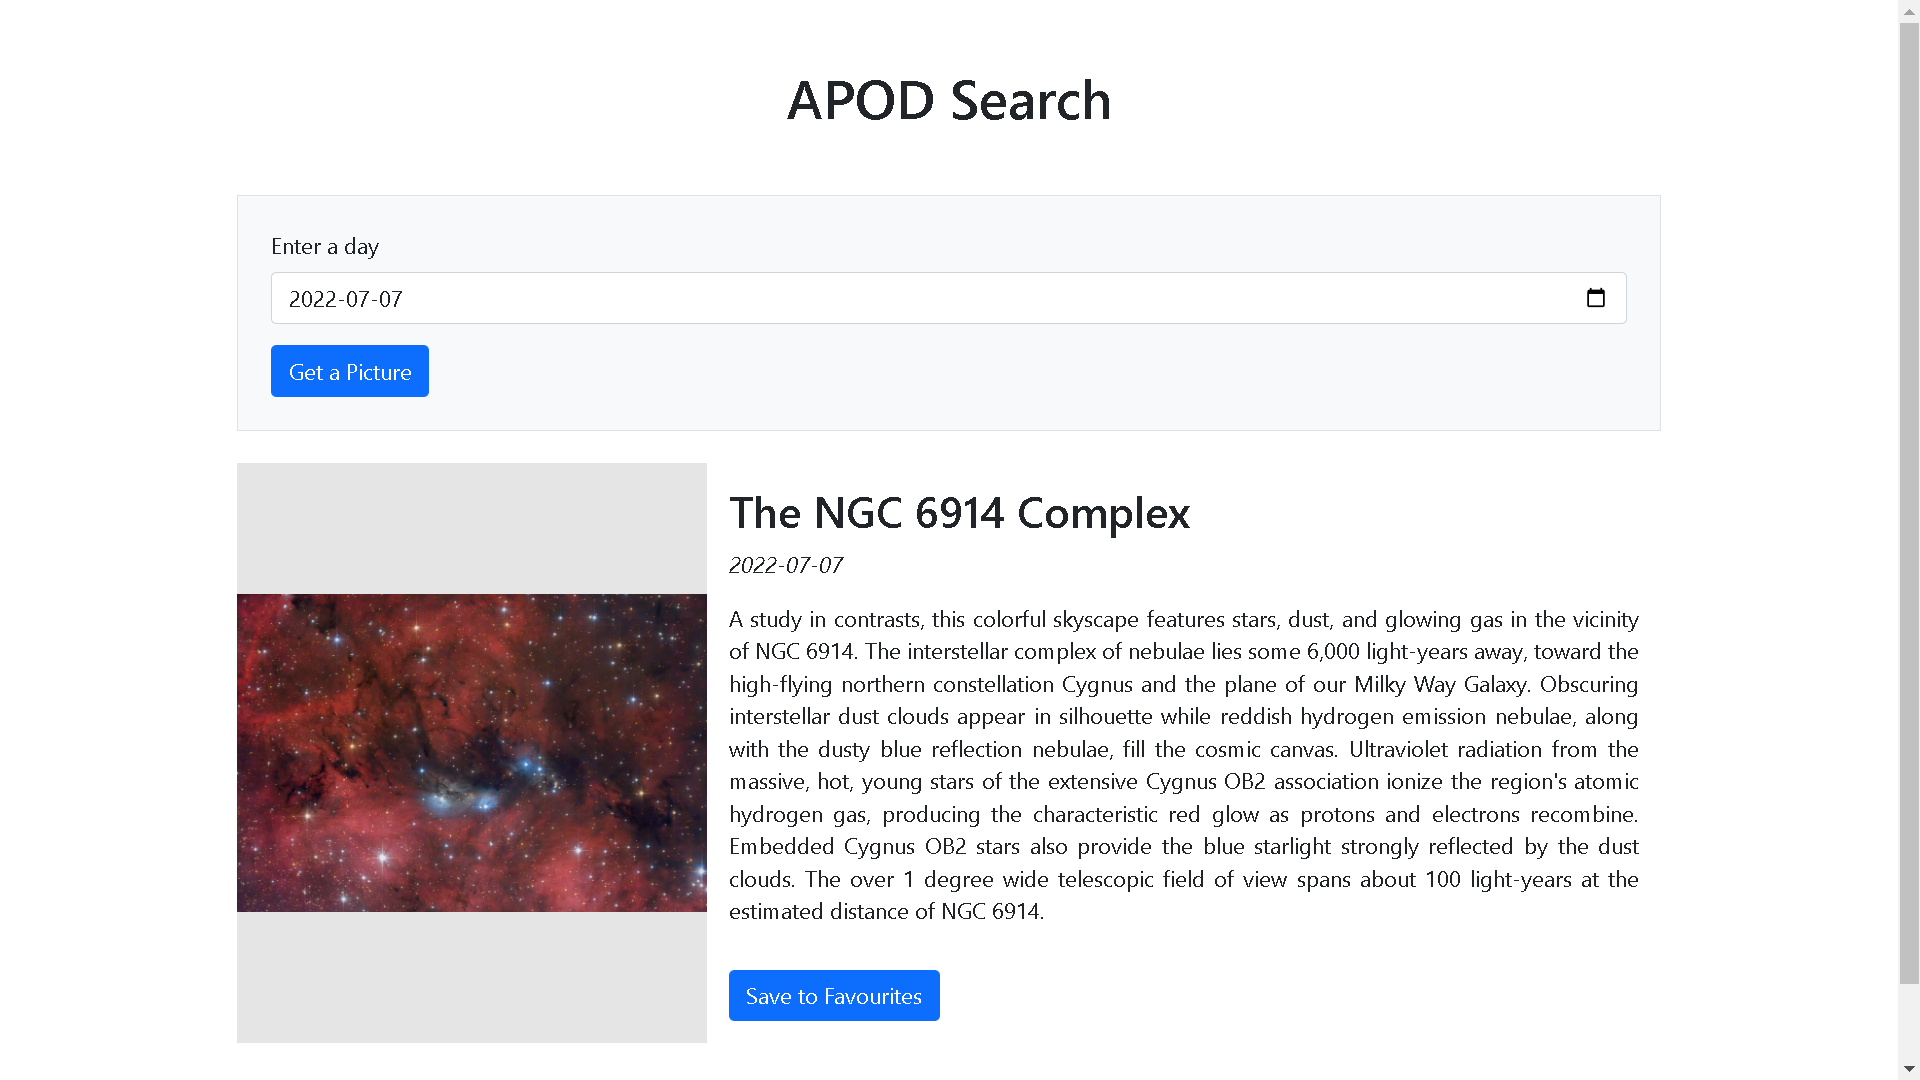 APOD Search
Enter a day
2022-07-07
Get a Picture
The NGC 6914 Complex
2022-07-07
A study in contrasts, this colorful skyscape features stars, dust, and glowing gas in the vicinity
of NGC 6914. The interstellar complex of nebulae lies some 6,000 light-years away, toward the
high-flying northern constellation Cygnus and the plane of our Milky Way Galaxy. Obscuring
interstellar dust clouds appear in silhouette while reddish hydrogen emission nebulae, along
with the dusty blue reflection nebulae, fill the cosmic canvas. Ultraviolet radiation from the
massive, hot, young stars of the extensive Cygnus OB2 association ionize the region's atomic
hydrogen gas, producing the characteristic red glow as protons and electrons recombine.
Embedded Cygnus OB2 stars also provide the blue starlight strongly reflected by the dust
clouds. The over 1 degree wide telescopic field of view spans about 100 light-years at the
estimated distance of NGC 6914.
Save to Favourites